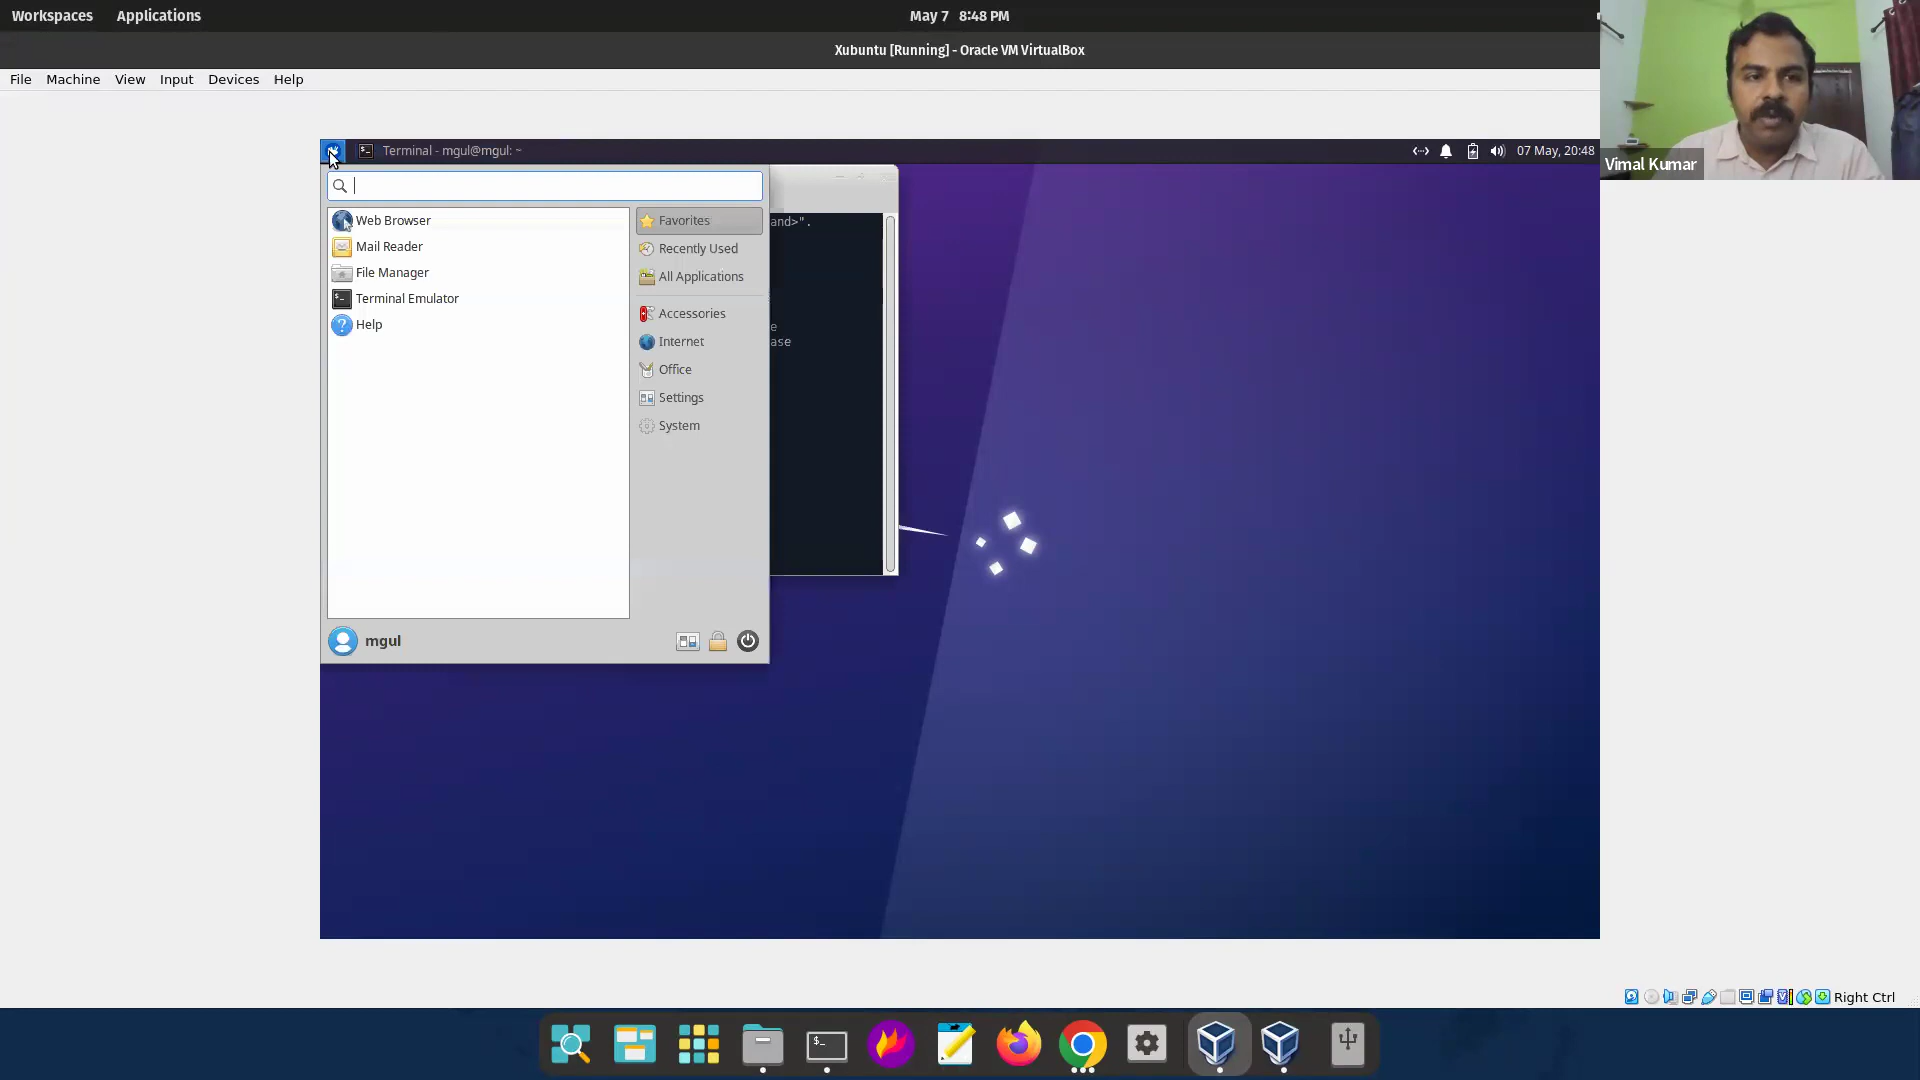 Workspaces Applications May 7 8:48 PM
Xubuntu [Running] - Oracle VM VirtualBox
File Machine View Input Devices Help
Vimal Kumar
Terminal - mgul@mgul: ~ 07 May, 20:48
Web Browser
Mail Reader
File Manager
Terminal Emulator
Help
Favorites
Recently Used
All Applications
Accessories
Internet
Office
Settings
System
and>".
e
ase
mgul
Right Ctrl